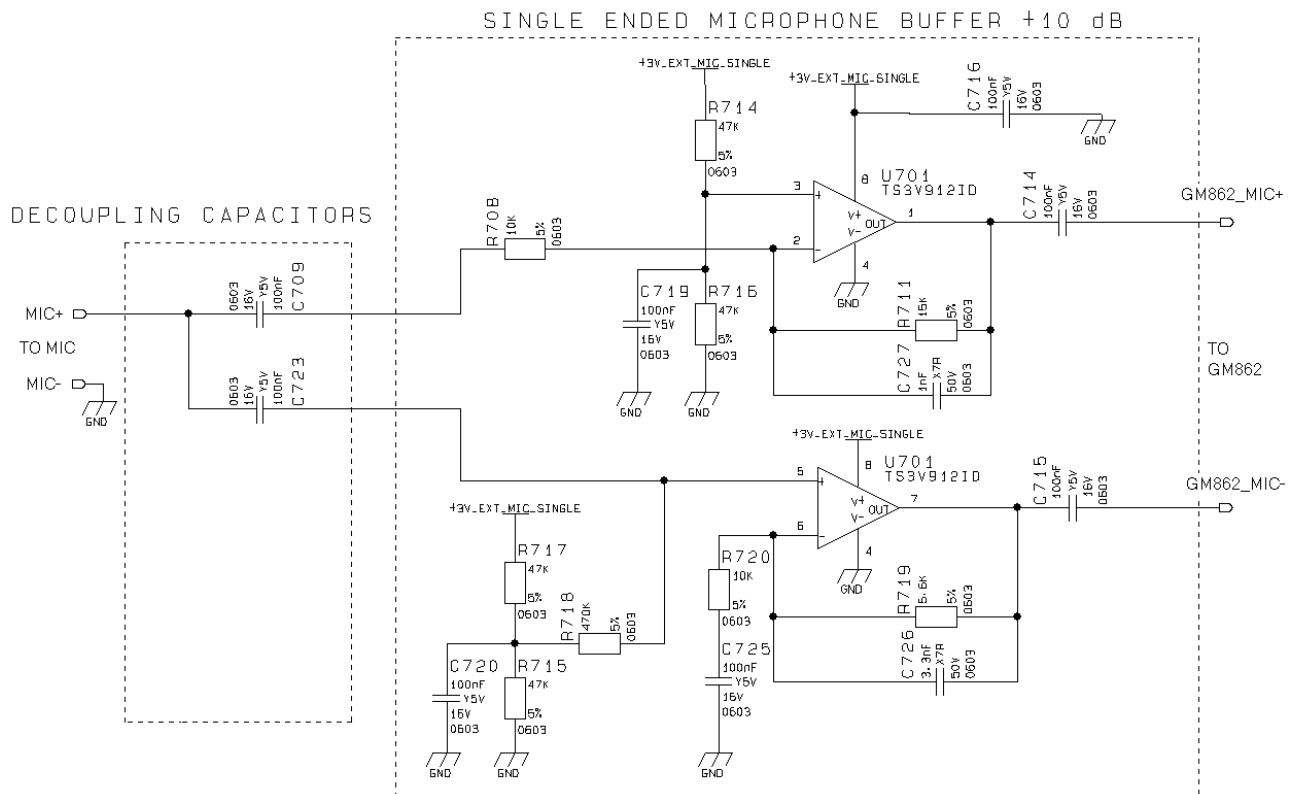 SINGLE ENDED MICROPHONE BUFFER +10 dB
DECOUPLING CAPACITORS
MIC+
TO MIC
MIC-
GND
0603
16V
Y5V
100nF
C709
0603
16V
Y5V
100nF
C723
R708
10K
5%
0603
+3V_EXT_MIC_SINGLE
R714
47K
5%
0603
C719
100nF
Y5V
16V
0603
GND
R716
47K
5%
0603
GND
+3V_EXT_MIC_SINGLE
C716
100nF
Y5V
16V
0603
GND
3
+
2
-
8
U701
TS3V912ID
V+
V-
OUT
1
4
GND
C714
100nF
Y5V
16V
0603
GM862_MIC+
R711
15K
5%
0603
C727
1nF
X7R
50V
0603
TO
GM862
+3V_EXT_MIC_SINGLE
8
U701
TS3V912ID
5
+
6
-
V+
V-
OUT
7
4
GND
C715
100nF
Y5V
16V
0603
GM862_MIC-
+3V_EXT_MIC_SINGLE
R717
47K
5%
0603
R718
470K
5%
0603
C720
100nF
Y5V
16V
0603
GND
R715
47K
5%
0603
GND
R720
10K
5%
0603
C725
100nF
Y5V
16V
0603
GND
R719
5.6K
5%
0603
C726
3.3nF
X7R
50V
0603